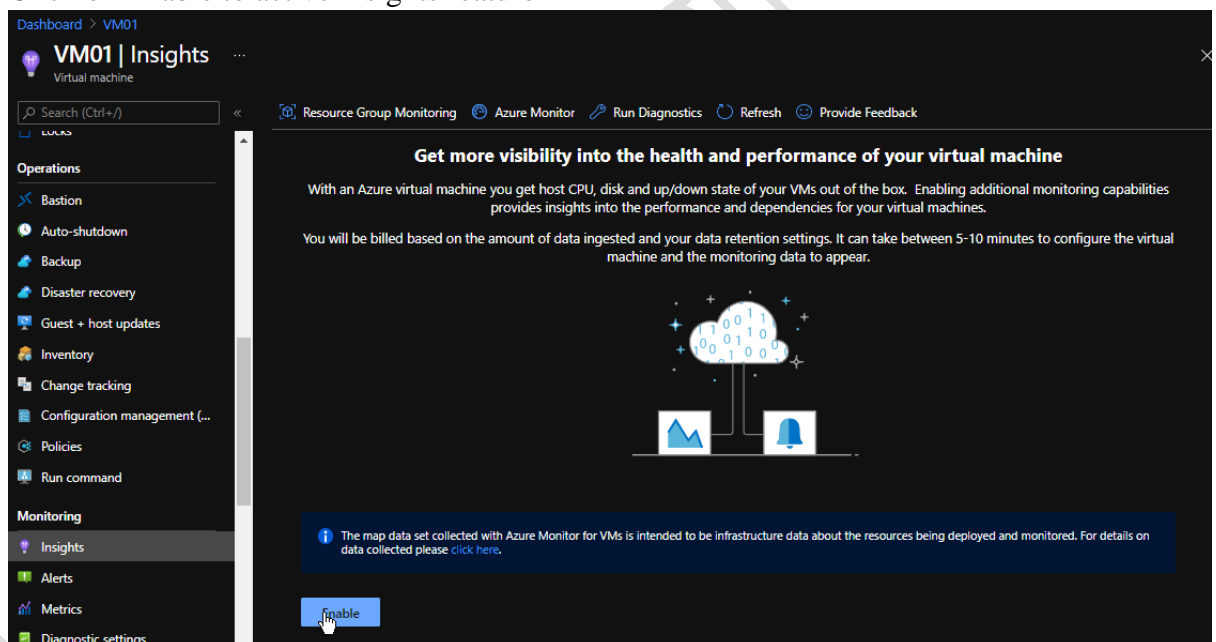 Dashboard > VM01
VM01 | Insights ...
Virtual machine
Search (Ctrl+/)
«
Resource Group Monitoring Azure Monitor Run Diagnostics Refresh Provide Feedback
Locks
Operations
Bastion
Auto-shutdown
Backup
Disaster recovery
Guest + host updates
Inventory
Change tracking
Configuration management (...
Policies
Run command
Monitoring
Insights
Alerts
Metrics
Diagnostic settings
Get more visibility into the health and performance of your virtual machine
With an Azure virtual machine you get host CPU, disk and up/down state of your VMs out of the box. Enabling additional monitoring capabilities
provides insights into the performance and dependencies for your virtual machines.
You will be billed based on the amount of data ingested and your data retention settings. It can take between 5-10 minutes to configure the virtual
machine and the monitoring data to appear.
The map data set collected with Azure Monitor for VMs is intended to be infrastructure data about the resources being deployed and monitored. For details on
data collected please click here.
Enable